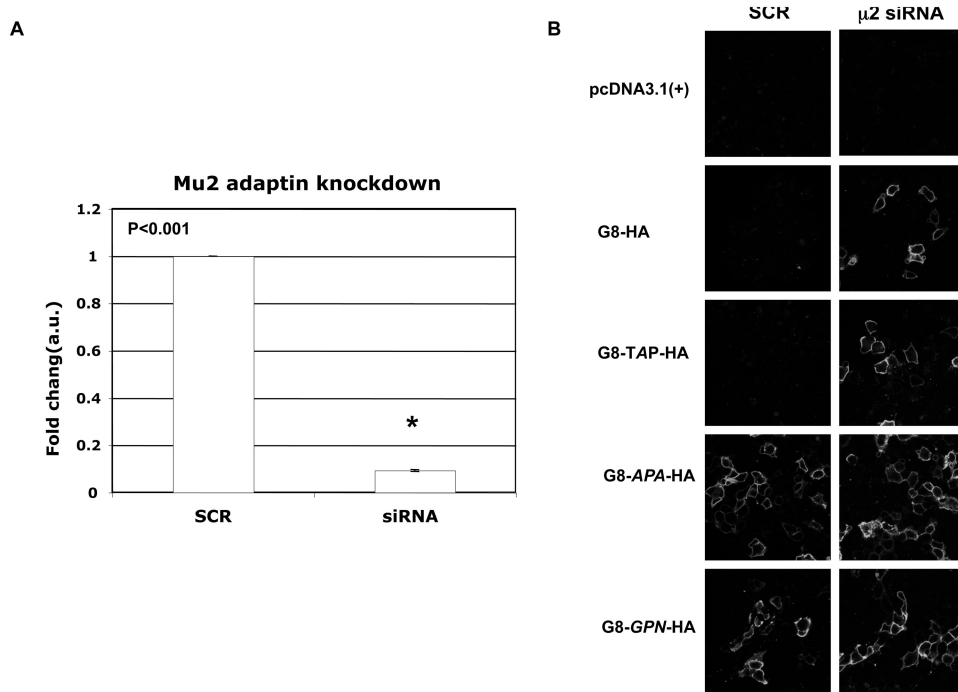 A
Mu2 adaptin knockdown
P<0.001
1.2
1
0.8
0.6
0.4
0.2
0
Fold chang(a.u.)
*
SCR
siRNA
B
SCR
μ2 siRNA
pcDNA3.1(+)
G8-HA
G8-TAP-HA
G8-APA-HA
G8-GPN-HA